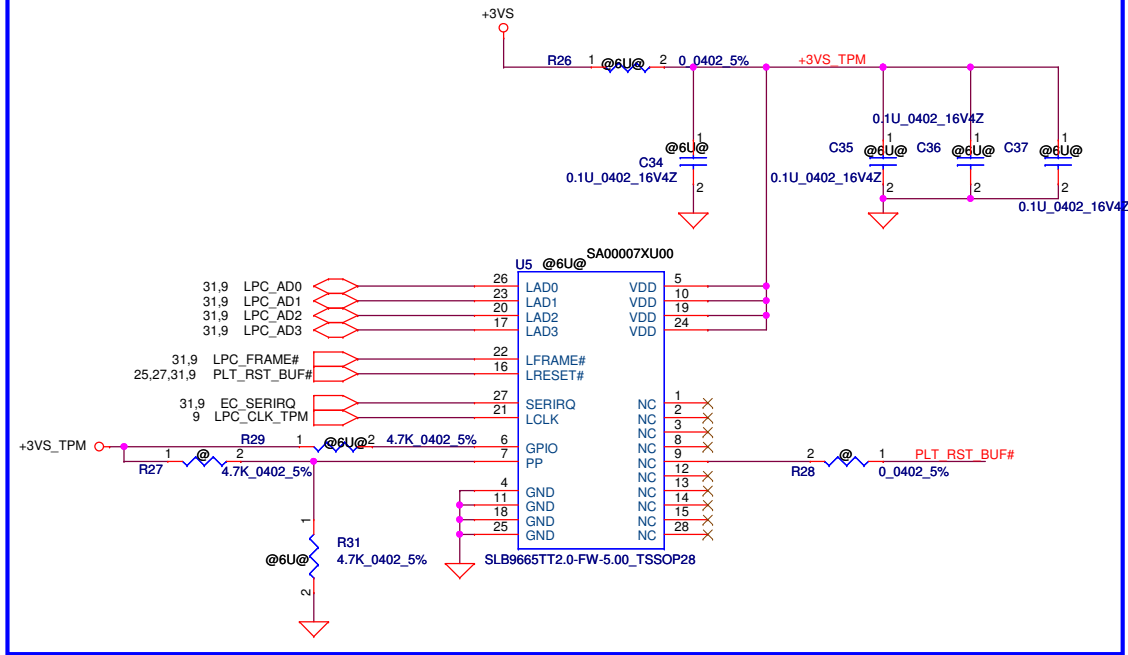 +3VS
R26 1 @6U@ 2 0_0402_5% +3VS_TPM
0.1U_0402_16V4Z
1 @6U@ C34 2
0.1U_0402_16V4Z
C35 1 @6U@ 2
0.1U_0402_16V4Z
C36 1 @6U@ 2
C37 1 @6U@ 2
0.1U_0402_16V4Z
U5 @6U@ SA00007XU00
31,9 LPC_AD0 26 LAD0 VDD 5
31,9 LPC_AD1 23 LAD1 VDD 10
31,9 LPC_AD2 20 LAD2 VDD 19
31,9 LPC_AD3 17 LAD3 VDD 24
31,9 LPC_FRAME# 22 LFRAME#
25,27,31,9 PLT_RST_BUF# 16 LRESET#
31,9 EC_SERIRQ 27 SERIRQ NC 1
9 LPC_CLK_TPM 21 LCLK NC 2
NC 3
+3VS_TPM R29 1 @6U@ 2 4.7K_0402_5% 6 GPIO NC 8
R27 1 @ 2 4.7K_0402_5% 7 PP NC 9 2 @ 1 PLT_RST_BUF#
R28 0_0402_5%
NC 12
4 GND NC 13
11 GND NC 14
18 GND NC 15
25 GND NC 28
1 R31
@6U@ 4.7K_0402_5%
2
SLB9665TT2.0-FW-5.00_TSSOP28